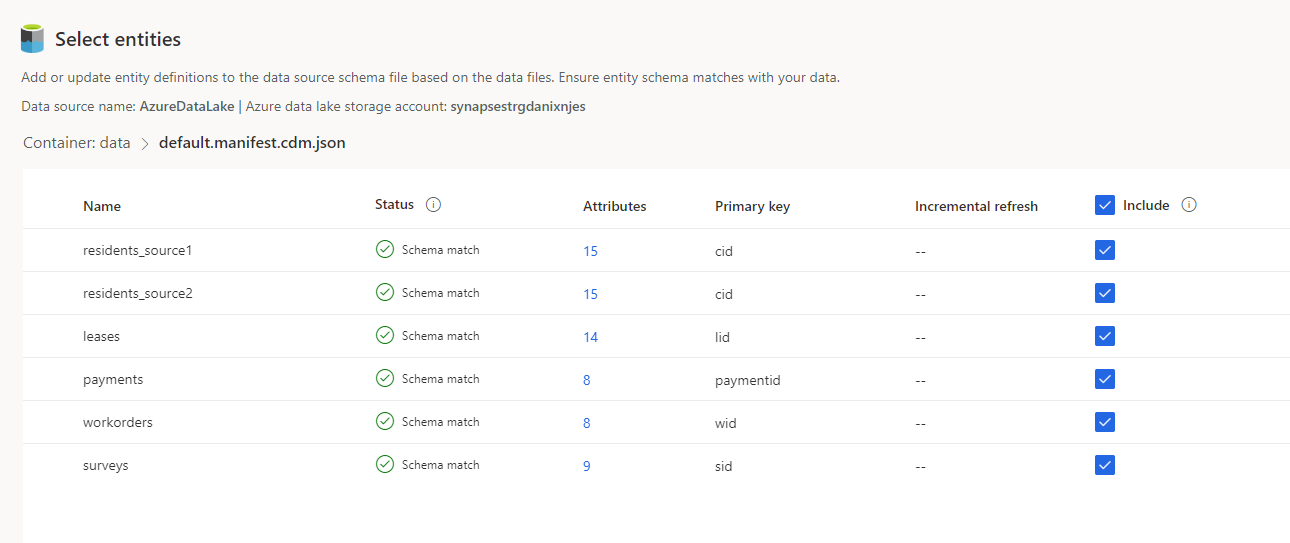 Select entities
Add or update entity definitions to the data source schema file based on the data files. Ensure entity schema matches with your data.
Data source name: AzureDataLake | Azure data lake storage account: synapsestrgdanixnjes
Container: data > default.manifest.cdm.json
Name Status Attributes Primary key Incremental refresh Include
residents_source1 Schema match 15 cid --
residents_source2 Schema match 15 cid --
leases Schema match 14 lid --
payments Schema match 8 paymentid --
workorders Schema match 8 wid --
surveys Schema match 9 sid --